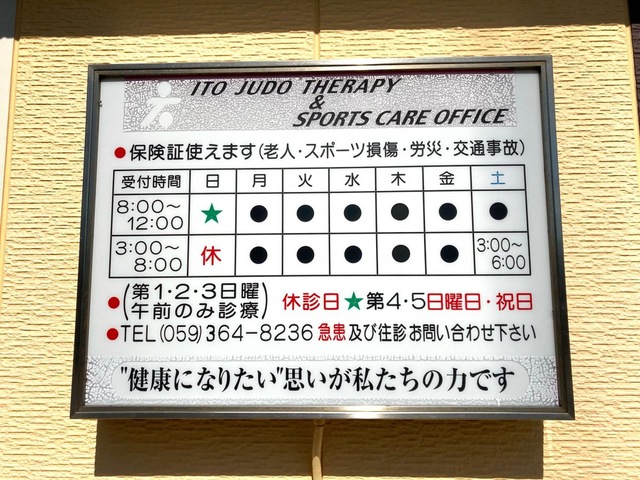 ITO JUDO THERAPY
&
SPORTS CARE OFFICE
●保険証使えます(老人・スポーツ損傷・労災・交通事故)
受付時間 日 月 火 水 木 金 土
8:00～12:00 ★ ● ● ● ● ● ●
3:00～8:00 休 ● ● ● ● ● 3:00～6:00
●(第1・2・3日曜 午前のみ診療) 休診日★第4・5日曜日・祝日
●TEL(059)364-8236 急患及び往診お問い合わせ下さい
"健康になりたい"思いが私たちの力です